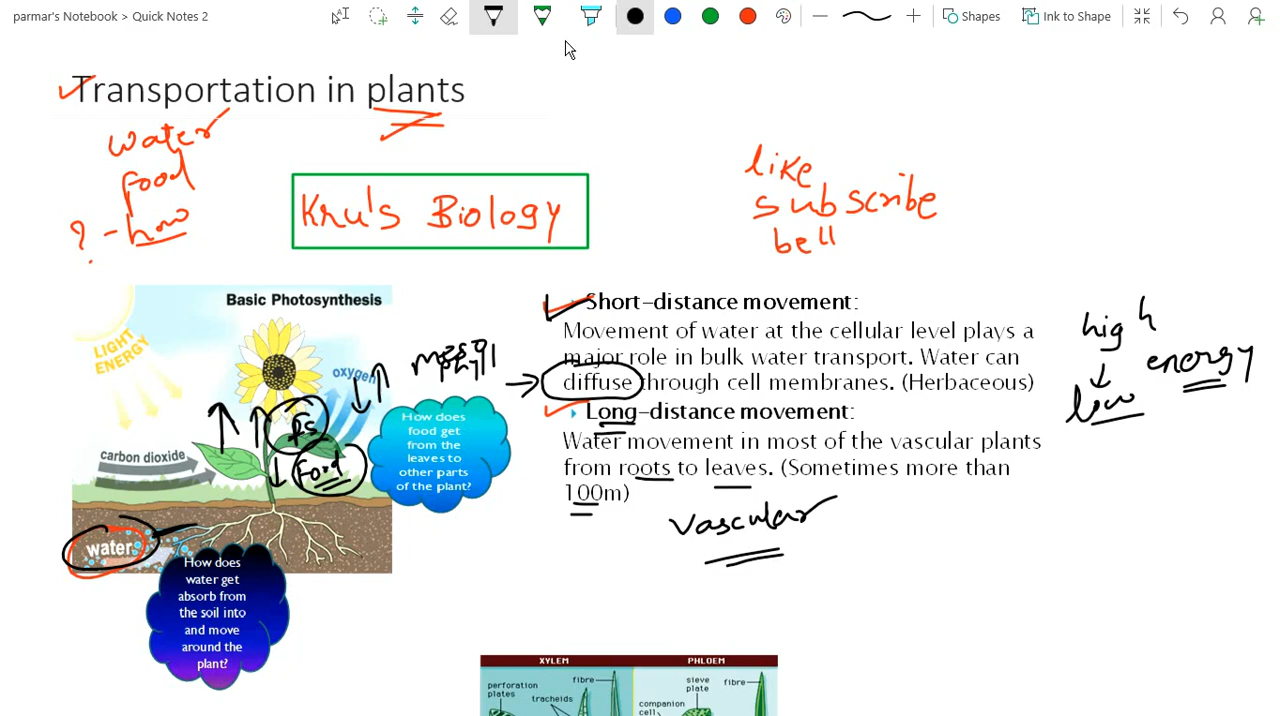 parmar's Notebook > Quick Notes 2
Shapes
Ink to Shape
Transportation in plants
water
food
? - how
Kru's Biology
like
subscribe
bell
Basic Photosynthesis
LIGHT
ENERGY
oxygen
carbon dioxide
PS
Food
water
How does
food get
from the
leaves to
other parts
of the plant?
How does
water get
absorb from
the soil into
and move
around the
plant?
Short-distance movement:
Movement of water at the cellular level plays a
major role in bulk water transport. Water can
diffuse through cell membranes. (Herbaceous)
Long-distance movement:
Water movement in most of the vascular plants
from roots to leaves. (Sometimes more than
100m)
vascular
high
low
energy
XYLEM
PHLOEM
perforation
plates
tracheids
fibre
sieve
plate
companion
cell
fibre